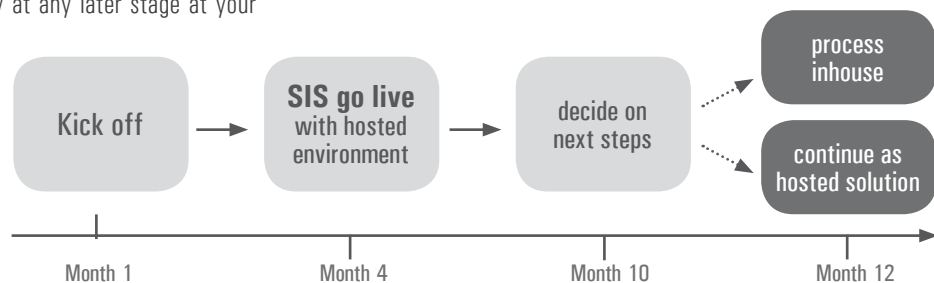 y at any later stage at your
Kick off
SIS go live
with hosted
environment
decide on
next steps
process
inhouse
continue as
hosted solution
Month 1
Month 4
Month 10
Month 12